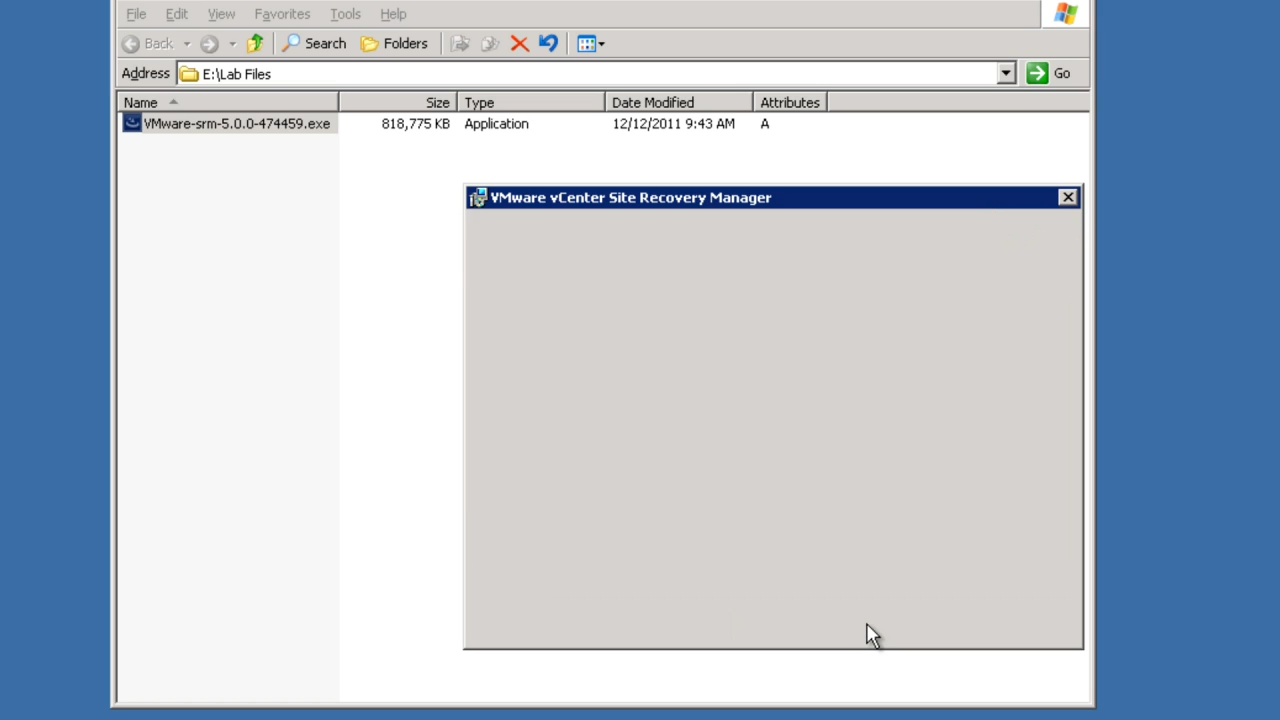 File Edit View Favorites Tools Help
Back Search Folders
Address E:\Lab Files Go
Name Size Type Date Modified Attributes
VMware-srm-5.0.0-474459.exe 818,775 KB Application 12/12/2011 9:43 AM A
VMware vCenter Site Recovery Manager